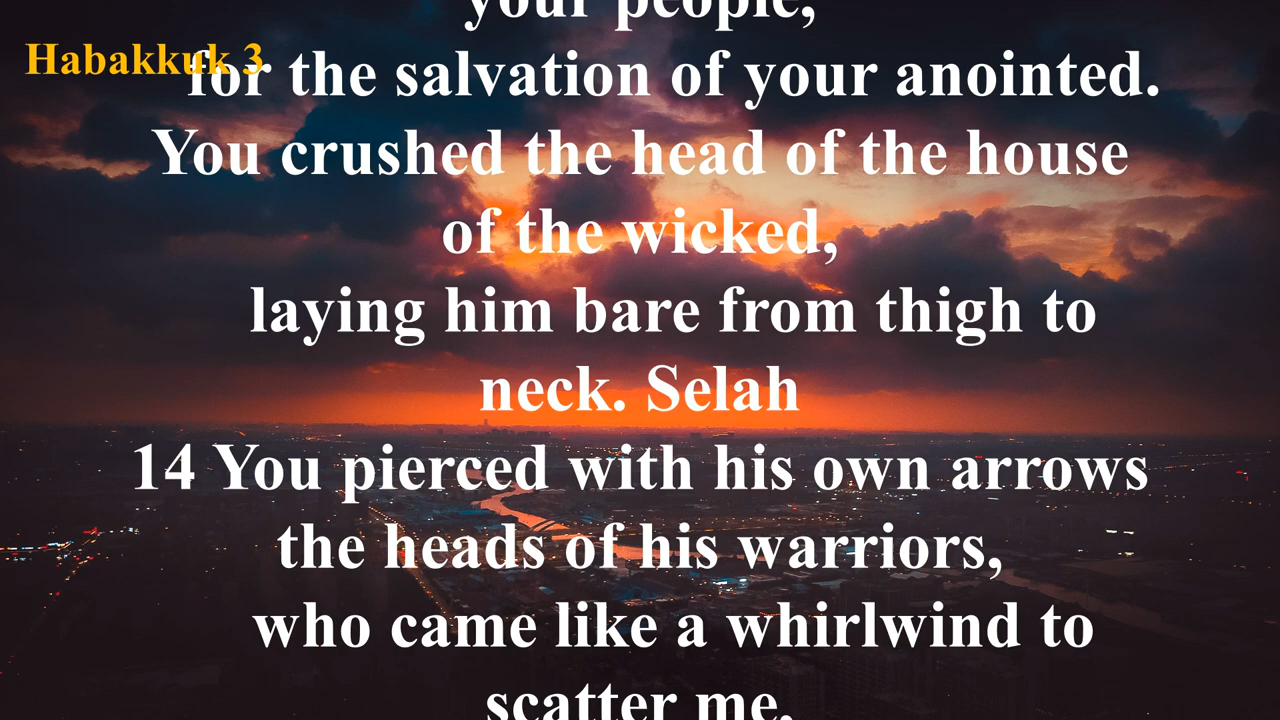 your people,
Habakkuk 3
for the salvation of your anointed.
You crushed the head of the house
of the wicked,
laying him bare from thigh to
neck. Selah
14 You pierced with his own arrows
the heads of his warriors,
who came like a whirlwind to
scatter me,